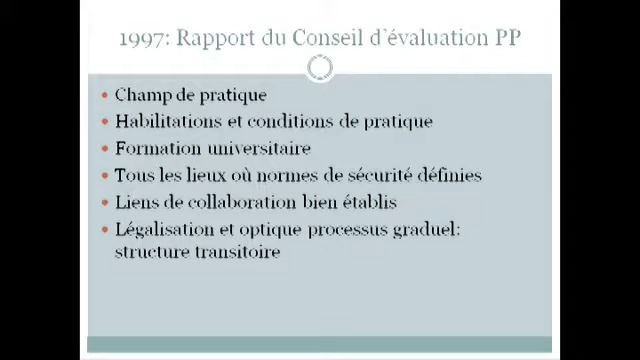 1997: Rapport du Conseil d'évaluation PP
Champ de pratique
Habilitations et conditions de pratique
Formation universitaire
Tous les lieux où normes de sécurité définies
Liens de collaboration bien établis
Légalisation et optique processus graduel:
structure transitoire